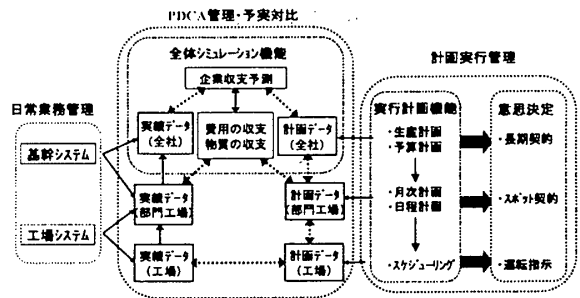 PDCA管理・予実対比
全体シミュレーション機能
計画実行管理
企業収支予測
日常業務管理
実行計画機能
意思決定
実績データ
(全社)
費用の収支
物質の収支
計画データ
(全社)
・生産計画
・予算計画
・長期契約
基幹システム
実績データ
(部門工場)
計画データ
(部門工場)
・月次計画
・日程計画
・スポット契約
工場システム
実績データ
(工場)
計画データ
(工場)
・スケジューリング
・運転指示